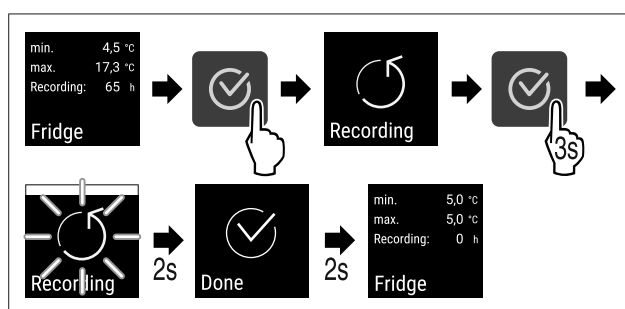 min. 4,5 °C
max. 17,3 °C
Recording: 65 h
Fridge
Recording
3s
Recording
2s
Done
2s
min. 5,0 °C
max. 5,0 °C
Recording: 0 h
Fridge